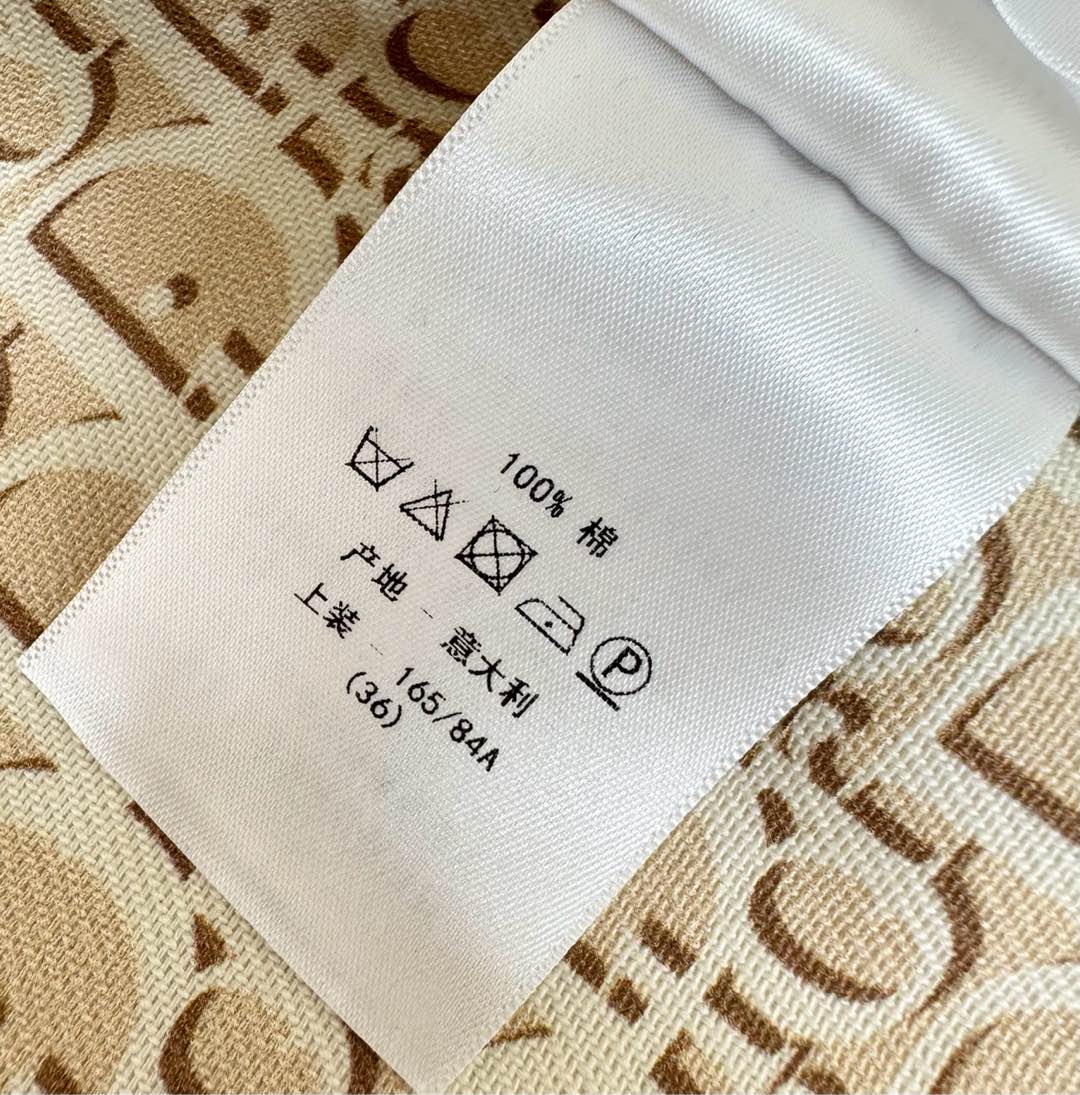 100% 棉
P
产地 - 意大利
上装 - 165/84A
(36)